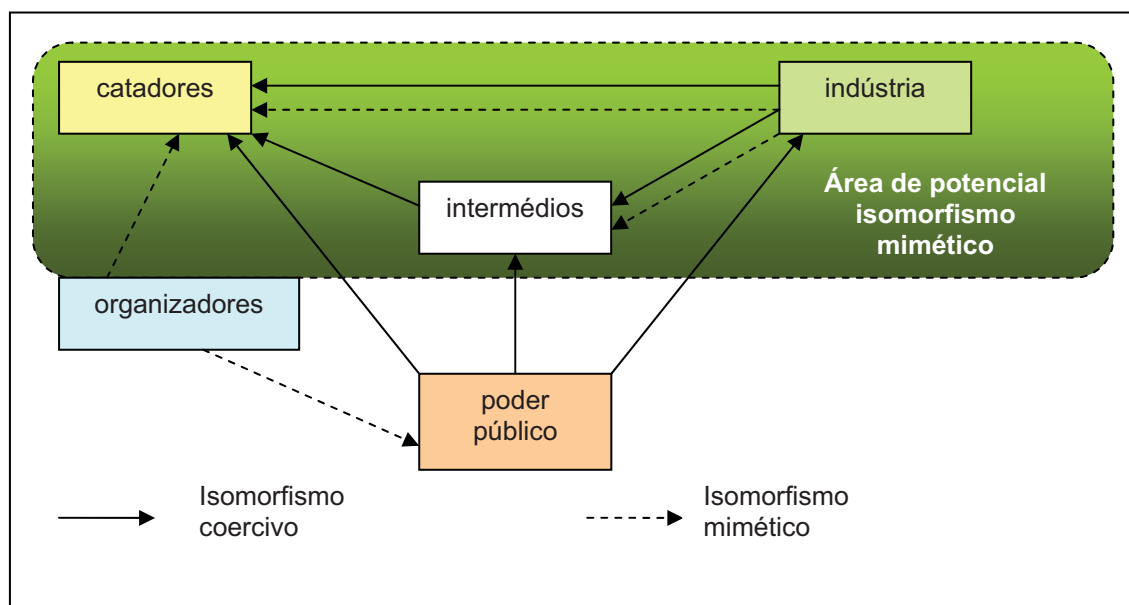 catadores
indústria
intermédios
Área de potencial
isomorfismo
mimético
organizadores
poder
público
Isomorfismo
coercivo
Isomorfismo
mimético